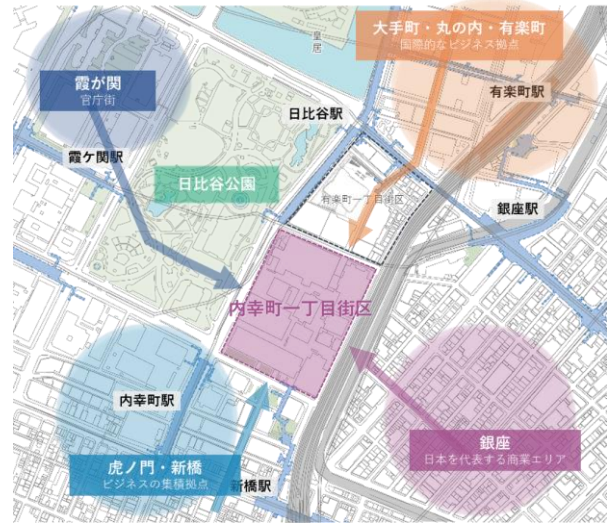 大手町・丸の内・有楽町
国際的なビジネス拠点
皇居
霞が関
官庁街
有楽町駅
日比谷駅
霞ケ関駅
日比谷公園
有楽町一丁目街区
銀座駅
内幸町一丁目街区
内幸町駅
銀座
日本を代表する商業エリア
虎ノ門・新橋
ビジネスの集積拠点
新橋駅